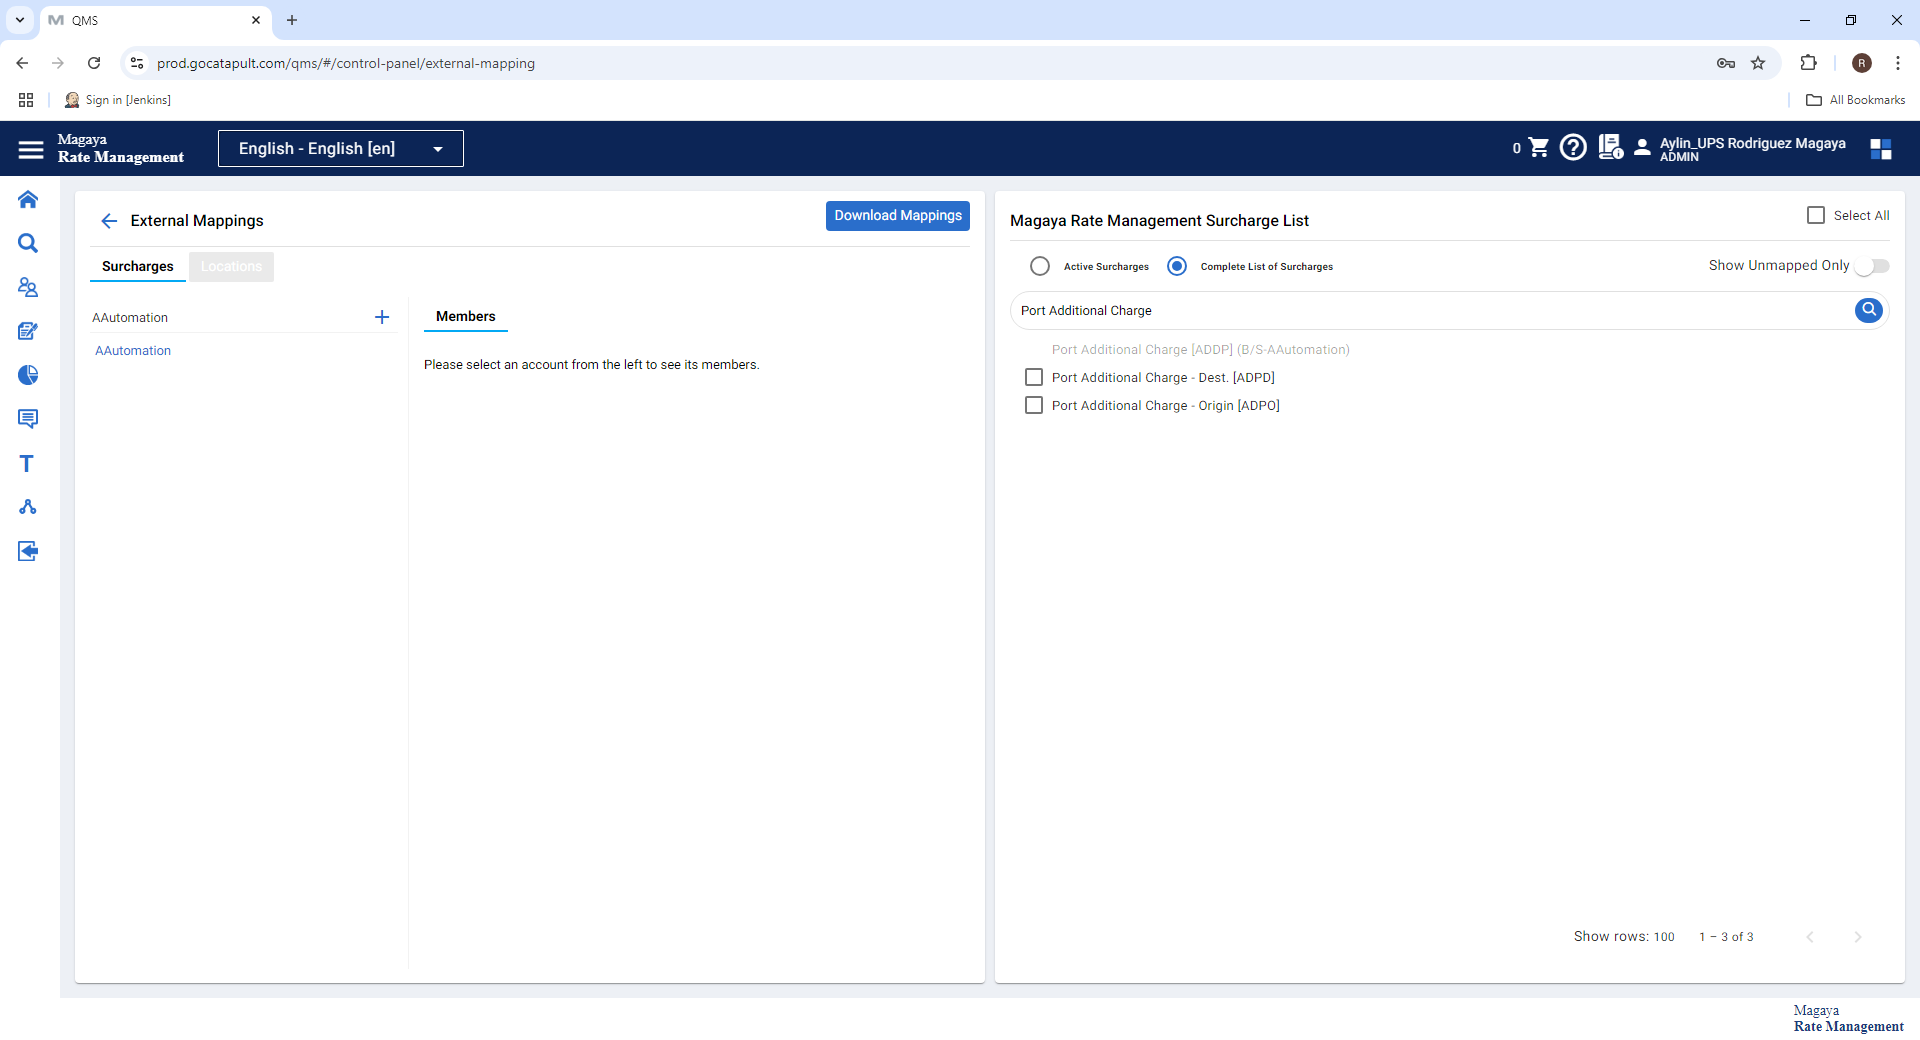 QMS
prod.gocatapult.com/qms/#/control-panel/external-mapping
R
Sign in [Jenkins]
All Bookmarks
Magaya
Rate Management
English - English [en]
0
Aylin_UPS Rodriguez Magaya
ADMIN
External Mappings
Download Mappings
Surcharges
Locations
AAutomation
AAutomation
Members
Please select an account from the left to see its members.
Magaya Rate Management Surcharge List
Select All
Active Surcharges
Complete List of Surcharges
Show Unmapped Only
Port Additional Charge
Port Additional Charge [ADDP] (B/S-AAutomation)
Port Additional Charge - Dest. [ADPD]
Port Additional Charge - Origin [ADPO]
Show rows: 100
1 – 3 of 3
Magaya
Rate Management